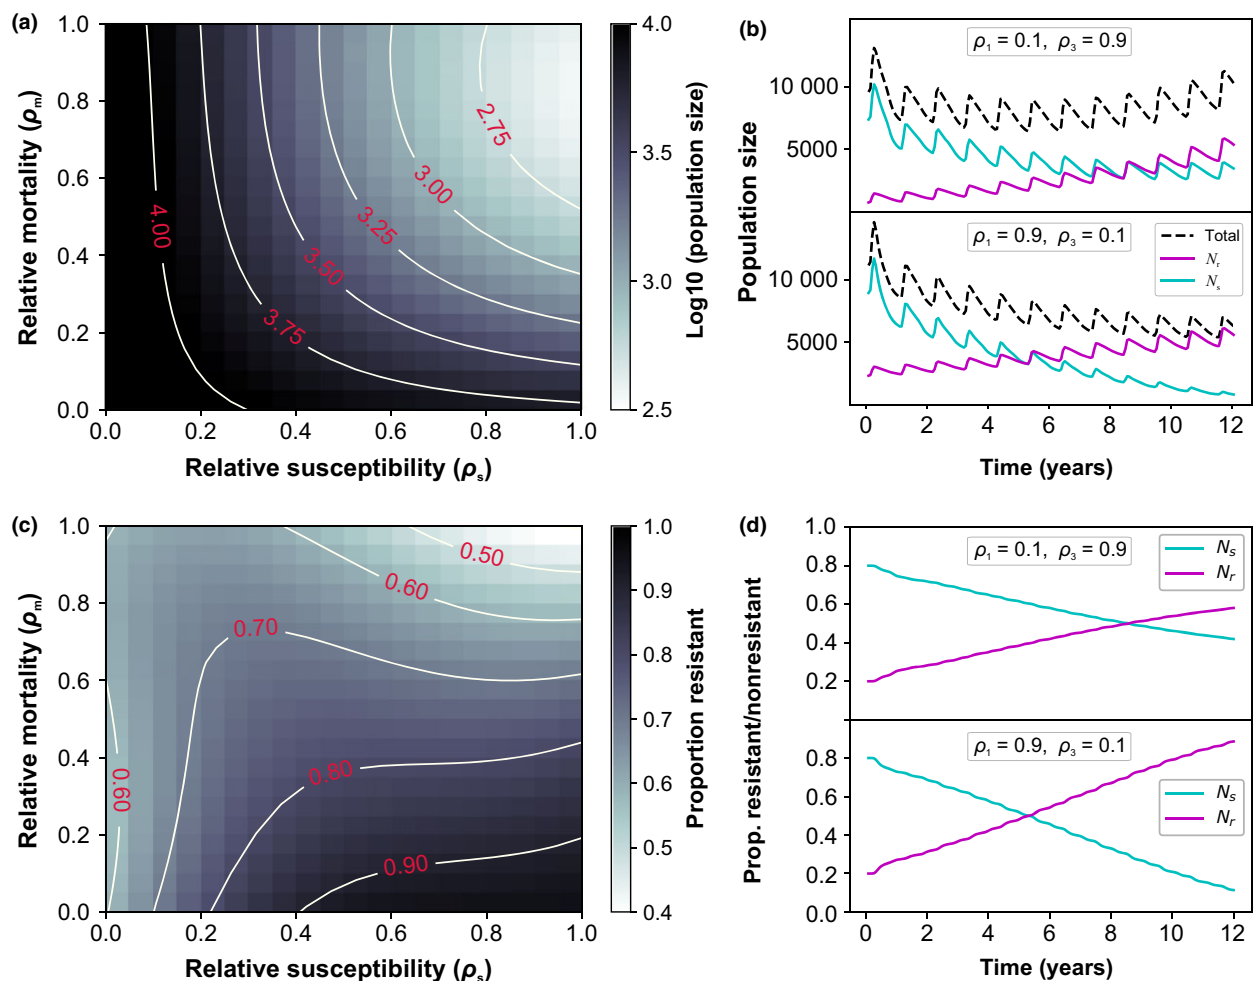 (a)
1.0
0.8
0.6
0.4
0.2
0.0
Relative mortality (ρm)
4.00
3.75
3.50
3.25
3.00
2.75
0.0 0.2 0.4 0.6 0.8 1.0
Relative susceptibility (ρs)
4.0
3.5
3.0
2.5
Log10 (population size)
(b)
ρ1 = 0.1, ρ3 = 0.9
10 000
5000
Population size
ρ1 = 0.9, ρ3 = 0.1
Total
Nr
Ns
10 000
5000
0 2 4 6 8 10 12
Time (years)
(c)
1.0
0.8
0.6
0.4
0.2
0.0
Relative mortality (ρm)
0.50
0.60
0.70
0.60
0.80
0.90
0.0 0.2 0.4 0.6 0.8 1.0
Relative susceptibility (ρs)
1.0
0.9
0.8
0.7
0.6
0.5
0.4
Proportion resistant
(d)
1.0
0.8
0.6
0.4
0.2
ρ1 = 0.1, ρ3 = 0.9
Ns
Nr
Prop. resistant/nonresistant
0.8
0.6
0.4
0.2
0.0
ρ1 = 0.9, ρ3 = 0.1
Ns
Nr
0 2 4 6 8 10 12
Time (years)